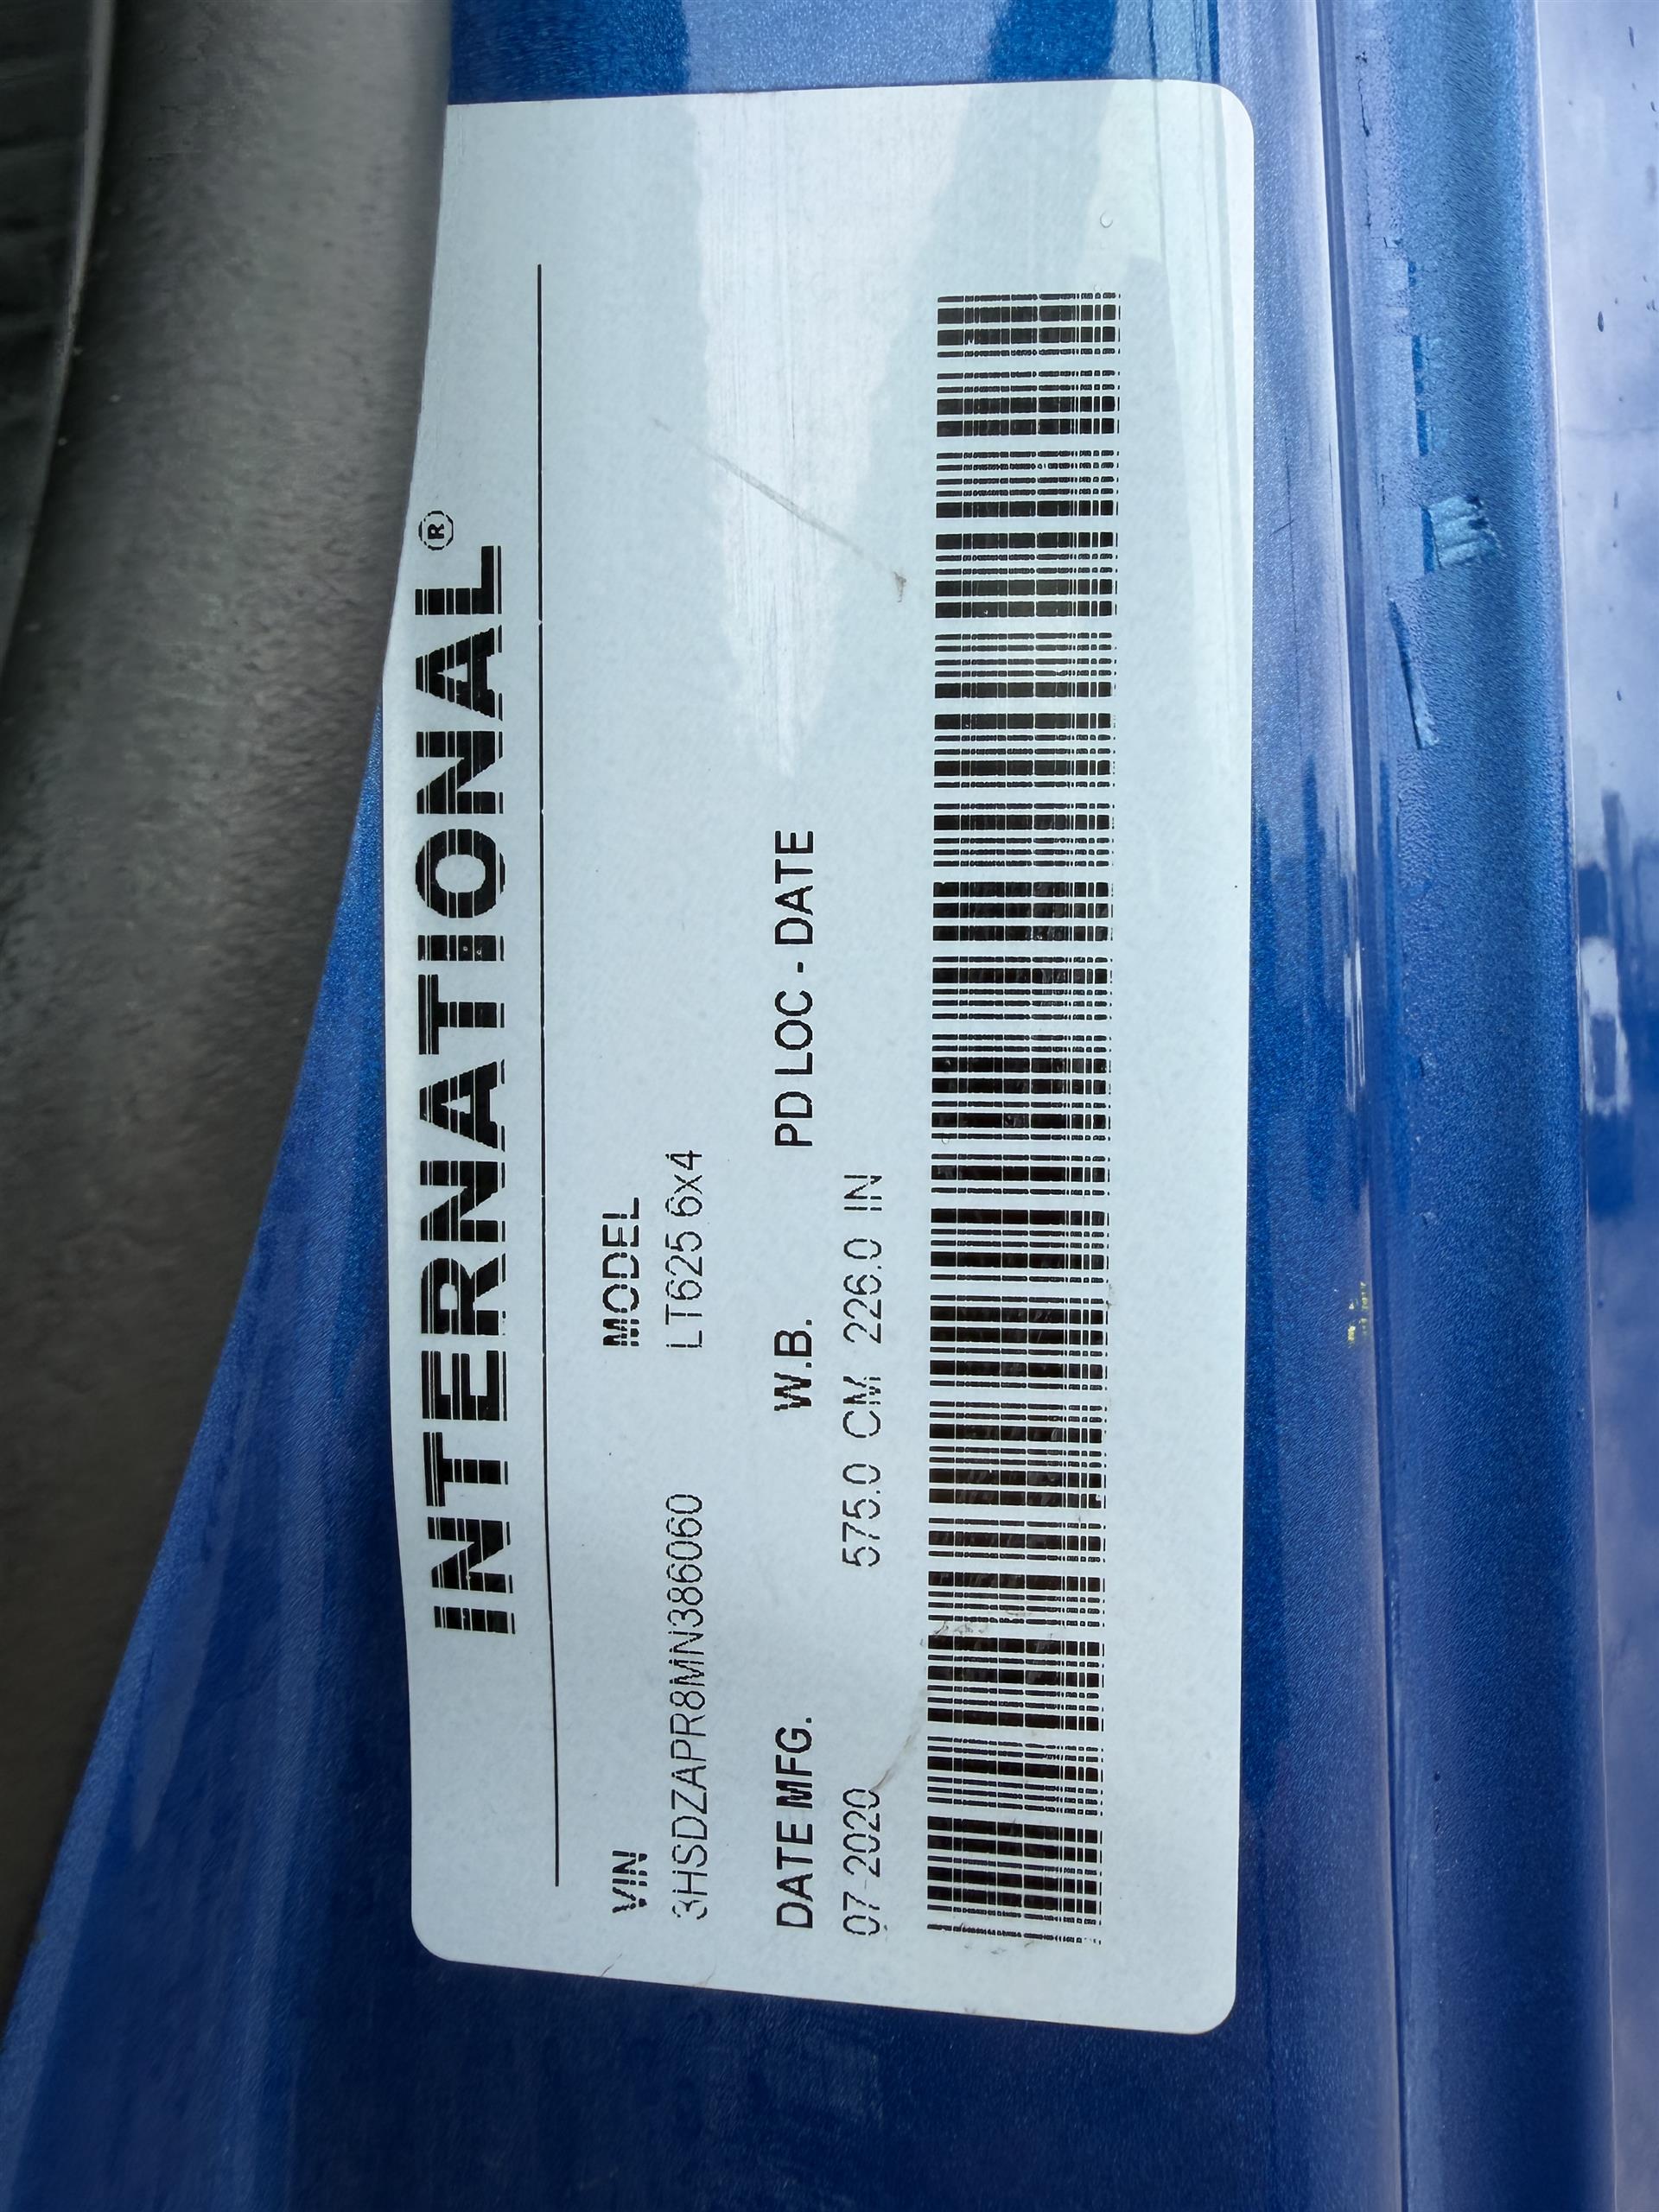 INTERNATIONAL®
VIN MODEL
3HSDZAPR8MN386060 LT625 6x4
DATE MFG. W.B. PD LOC - DATE
07-2020 575.0 CM 226.0 IN